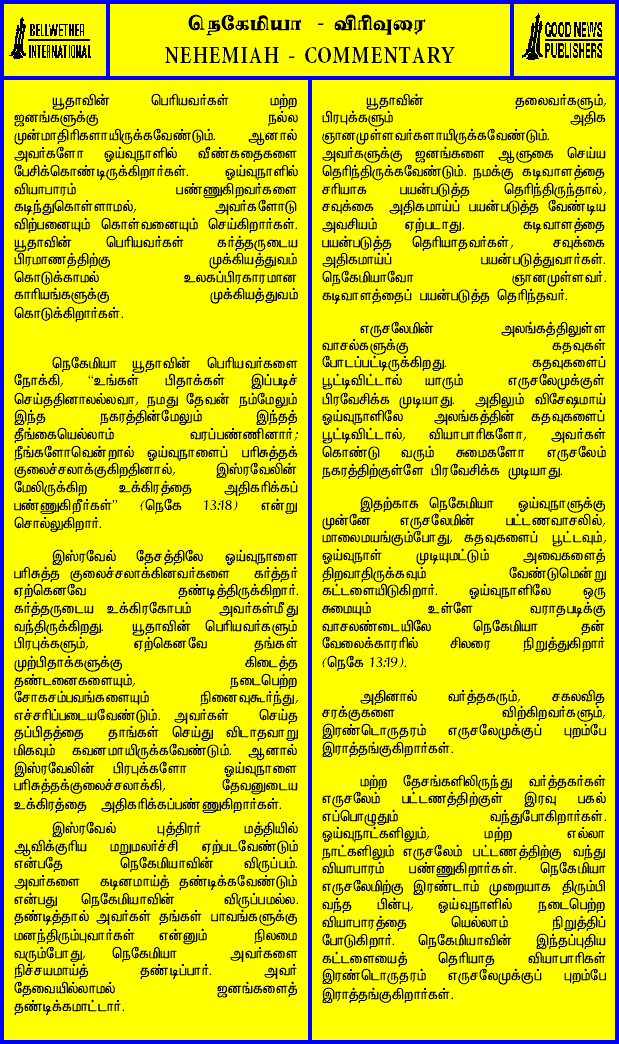 BELLWETHER
INTERNATIONAL
நெகேமியா - விரிவுரை
NEHEMIAH - COMMENTARY
GOOD NEWS
PUBLISHERS
யூதாவின் பெரியவர்கள் மற்ற
ஜனங்களுக்கு நல்ல
முன்மாதிரிகளாயிருக்கவேண்டும். ஆனால்
அவர்களோ ஓய்வுநாளில் வீண்கதைகளை
பேசிக்கொண்டிருக்கிறார்கள். ஓய்வுநாளில்
வியாபாரம் பண்ணுகிறவர்களை
கடிந்துகொள்ளாமல், அவர்களோடு
விற்பனையும் கொள்வனையும் செய்கிறார்கள்.
யூதாவின் பெரியவர்கள் கர்த்தருடைய
பிரமாணத்திற்கு முக்கியத்துவம்
கொடுக்காமல் உலகப்பிரகாரமான
காரியங்களுக்கு முக்கியத்துவம்
கொடுக்கிறார்கள்.
நெகேமியா யூதாவின் பெரியவர்களை
நோக்கி, “உங்கள் பிதாக்கள் இப்படிச்
செய்ததினாலல்லவா, நமது தேவன் நம்மேலும்
இந்த நகரத்தின்மேலும் இந்தத்
தீங்கையெல்லாம் வரப்பண்ணினார்;
நீங்களோவென்றால் ஓய்வுநாளைப் பரிசுத்தக்
குலைச்சலாக்குகிறதினால், இஸ்ரவேலின்
மேலிருக்கிற உக்கிரத்தை அதிகரிக்கப்
பண்ணுகிறீர்கள்” (நெகே 13:18) என்று
சொல்லுகிறார்.
இஸ்ரவேல் தேசத்திலே ஓய்வுநாளை
பரிசுத்த குலைச்சலாக்கினவர்களை கர்த்தர்
ஏற்கெனவே தண்டித்திருக்கிறார்.
கர்த்தருடைய உக்கிரகோபம் அவர்கள்மீது
வந்திருக்கிறது. யூதாவின் பெரியவர்களும்
பிரபுக்களும், ஏற்கெனவே தங்கள்
முற்பிதாக்களுக்கு கிடைத்த
தண்டனைகளையும், நடைபெற்ற
சோகசம்பவங்களையும் நினைவுகூர்ந்து,
எச்சரிப்படையவேண்டும். அவர்கள் செய்த
தப்பிதத்தை தாங்கள் செய்து விடாதவாறு
மிகவும் கவனமாயிருக்கவேண்டும். ஆனால்
இஸ்ரவேலின் பிரபுக்களோ ஓய்வுநாளை
பரிசுத்தக்குலைச்சலாக்கி, தேவனுடைய
உக்கிரத்தை அதிகரிக்கப்பண்ணுகிறார்கள்.
இஸ்ரவேல் புத்திரர் மத்தியில்
ஆவிக்குரிய மறுமலர்ச்சி ஏற்படவேண்டும்
என்பதே நெகேமியாவின் விருப்பம்.
அவர்களை கடினமாய்த் தண்டிக்கவேண்டும்
என்பது நெகேமியாவின் விருப்பமல்ல.
தண்டித்தால் அவர்கள் தங்கள் பாவங்களுக்கு
மனந்திரும்புவார்கள் என்னும் நிலமை
வரும்போது, நெகேமியா அவர்களை
நிச்சயமாய்த் தண்டிப்பார். அவர்
தேவையில்லாமல் ஜனங்களைத்
தண்டிக்கமாட்டார்.
யூதாவின் தலைவர்களும்,
பிரபுக்களும் அதிக
ஞானமுள்ளவர்களாயிருக்கவேண்டும்.
அவர்களுக்கு ஜனங்களை ஆளுகை செய்ய
தெரிந்திருக்கவேண்டும். நமக்கு கடிவாளத்தை
சரியாக பயன்படுத்த தெரிந்திருந்தால்,
சவுக்கை அதிகமாய்ப் பயன்படுத்த வேண்டிய
அவசியம் ஏற்படாது. கடிவாளத்தை
பயன்படுத்த தெரியாதவர்கள், சவுக்கை
அதிகமாய்ப் பயன்படுத்துவார்கள்.
நெகேமியாவோ ஞானமுள்ளவர்.
கடிவாளத்தைப் பயன்படுத்த தெரிந்தவர்.
எருசலேமின் அலங்கத்திலுள்ள
வாசல்களுக்கு கதவுகள்
போடப்பட்டிருக்கிறது. கதவுகளைப்
பூட்டிவிட்டால் யாரும் எருசலேமுக்குள்
பிரவேசிக்க முடியாது. அதிலும் விசேஷமாய்
ஓய்வுநாளிலே அலங்கத்தின் கதவுகளைப்
பூட்டிவிட்டால், வியாபாரிகளோ, அவர்கள்
கொண்டு வரும் சுமைகளோ எருசலேம்
நகரத்திற்குள்ளே பிரவேசிக்க முடியாது.
இதற்காக நெகேமியா ஓய்வுநாளுக்கு
முன்னே எருசலேமின் பட்டணவாசலில்,
மாலைமயங்கும்போது, கதவுகளைப் பூட்டவும்,
ஓய்வுநாள் முடியுமட்டும் அவைகளைத்
திறவாதிருக்கவும் வேண்டுமென்று
கட்டளையிடுகிறார். ஓய்வுநாளிலே ஒரு
சுமையும் உள்ளே வராதபடிக்கு
வாசலண்டையிலே நெகேமியா தன்
வேலைக்காரரில் சிலரை நிறுத்துகிறார்
(நெகே 13:19).
அதினால் வர்த்தகரும், சகலவித
சரக்குகளை விற்கிறவர்களும்,
இரண்டொருதரம் எருசலேமுக்குப் புறம்பே
இராத்தங்குகிறார்கள்.
மற்ற தேசங்களிலிருந்து வர்த்தகர்கள்
எருசலேம் பட்டணத்திற்குள் இரவு பகல்
எப்பொழுதும் வந்துபோகிறார்கள்.
ஓய்வுநாட்களிலும், மற்ற எல்லா
நாட்களிலும் எருசலேம் பட்டணத்திற்கு வந்து
வியாபாரம் பண்ணுகிறார்கள். நெகேமியா
எருசலேமிற்கு இரண்டாம் முறையாக திரும்பி
வந்த பின்பு, ஓய்வுநாளில் நடைபெற்ற
வியாபாரத்தை யெல்லாம் நிறுத்திப்
போடுகிறார். நெகேமியாவின் இந்தப்புதிய
கட்டளையைத் தெரியாத வியாபாரிகள்
இரண்டொருதரம் எருசலேமுக்குப் புறம்பே
இராத்தங்குகிறார்கள்.